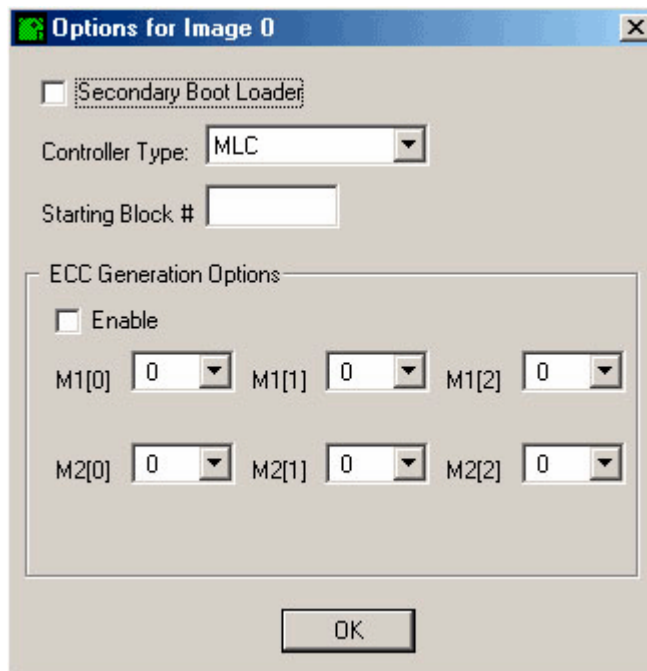 Options for Image 0
Secondary Boot Loader
Controller Type: MLC
Starting Block #
ECC Generation Options
Enable
M1[0] 0 M1[1] 0 M1[2] 0
M2[0] 0 M2[1] 0 M2[2] 0
OK